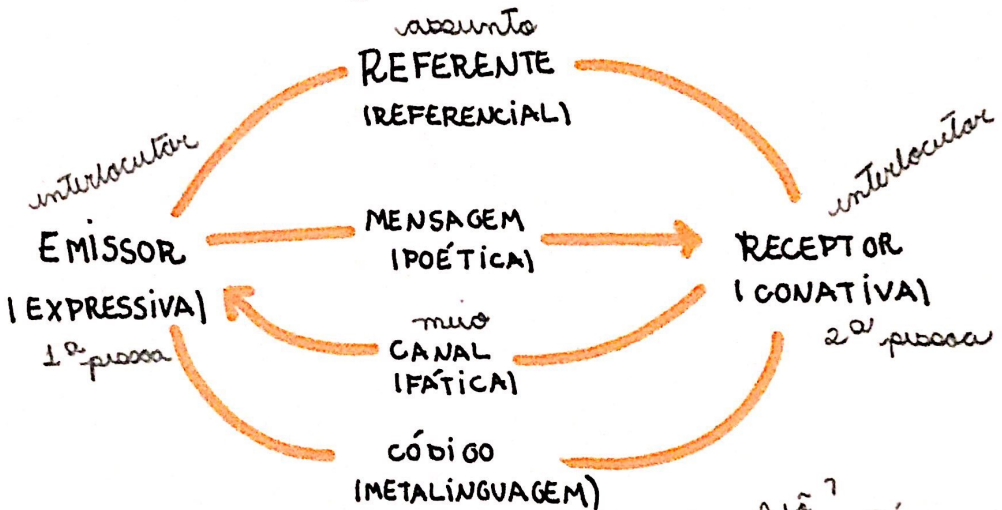 assunto
REFERENTE
(REFERENCIAL)
interlocutor
interlocutor
EMISSOR
(EXPRESSIVA)
1ª pessoa
MENSAGEM
(POÉTICA)
RECEPTOR
(CONATIVA)
2ª pessoa
meio
CANAL
(FÁTICA)
CÓDIGO
(METALINGUAGEM)